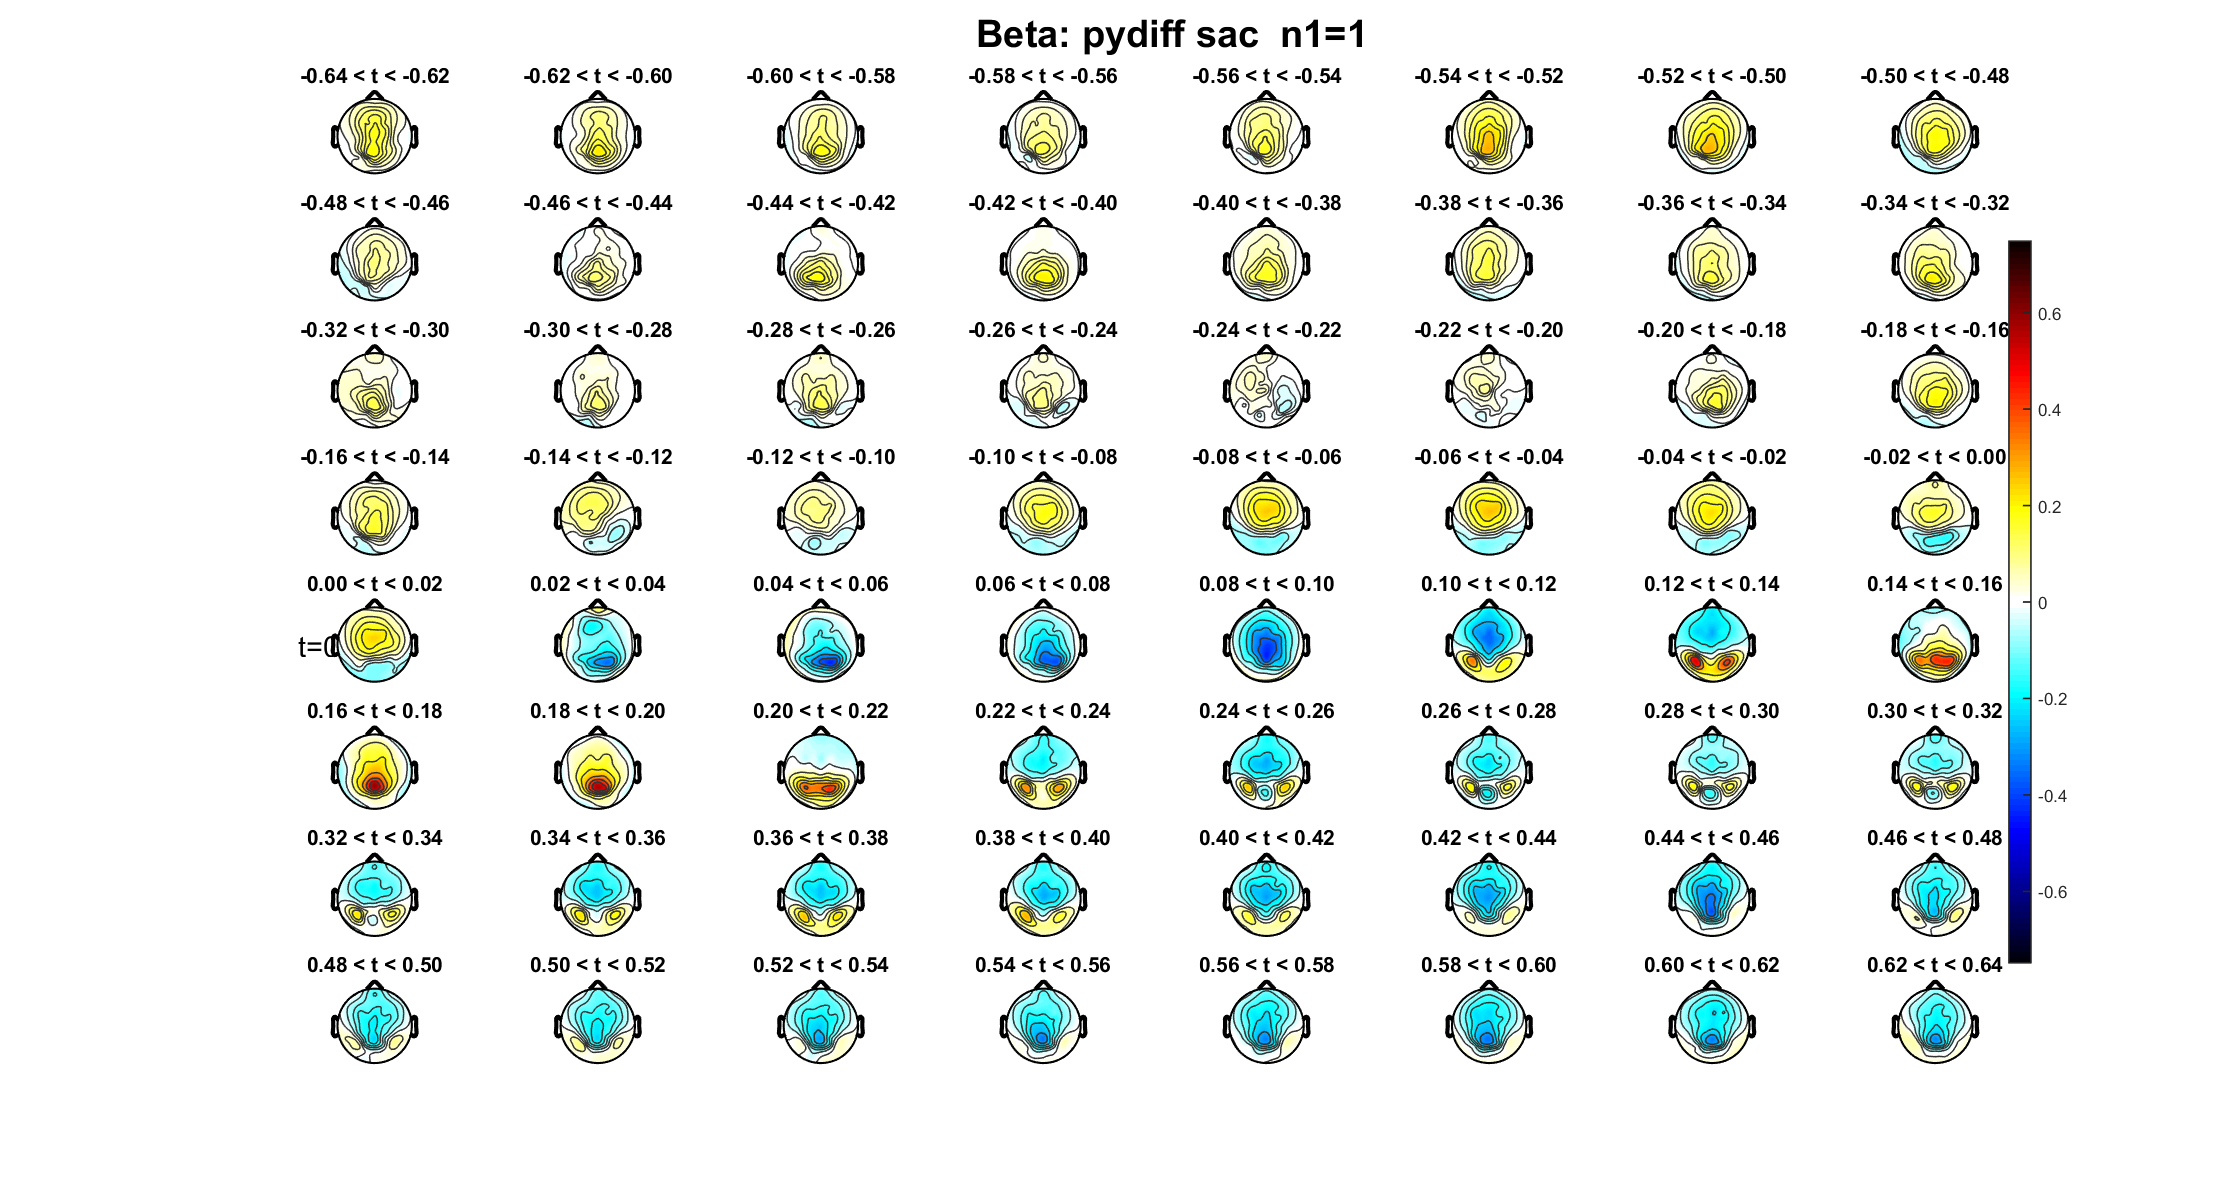 Beta: pydiff sac  n1=1
-0.64 < t < -0.62 -0.62 < t < -0.60 -0.60 < t < -0.58 -0.58 < t < -0.56 -0.56 < t < -0.54 -0.54 < t < -0.52 -0.52 < t < -0.50 -0.50 < t < -0.48
-0.48 < t < -0.46 -0.46 < t < -0.44 -0.44 < t < -0.42 -0.42 < t < -0.40 -0.40 < t < -0.38 -0.38 < t < -0.36 -0.36 < t < -0.34 -0.34 < t < -0.32
-0.32 < t < -0.30 -0.30 < t < -0.28 -0.28 < t < -0.26 -0.26 < t < -0.24 -0.24 < t < -0.22 -0.22 < t < -0.20 -0.20 < t < -0.18 -0.18 < t < -0.16
-0.16 < t < -0.14 -0.14 < t < -0.12 -0.12 < t < -0.10 -0.10 < t < -0.08 -0.08 < t < -0.06 -0.06 < t < -0.04 -0.04 < t < -0.02 -0.02 < t < 0.00
0.00 < t < 0.02 0.02 < t < 0.04 0.04 < t < 0.06 0.06 < t < 0.08 0.08 < t < 0.10 0.10 < t < 0.12 0.12 < t < 0.14 0.14 < t < 0.16
t=0
0.16 < t < 0.18 0.18 < t < 0.20 0.20 < t < 0.22 0.22 < t < 0.24 0.24 < t < 0.26 0.26 < t < 0.28 0.28 < t < 0.30 0.30 < t < 0.32
0.32 < t < 0.34 0.34 < t < 0.36 0.36 < t < 0.38 0.38 < t < 0.40 0.40 < t < 0.42 0.42 < t < 0.44 0.44 < t < 0.46 0.46 < t < 0.48
0.48 < t < 0.50 0.50 < t < 0.52 0.52 < t < 0.54 0.54 < t < 0.56 0.56 < t < 0.58 0.58 < t < 0.60 0.60 < t < 0.62 0.62 < t < 0.64
0.6
0.4
0.2
0
-0.2
-0.4
-0.6